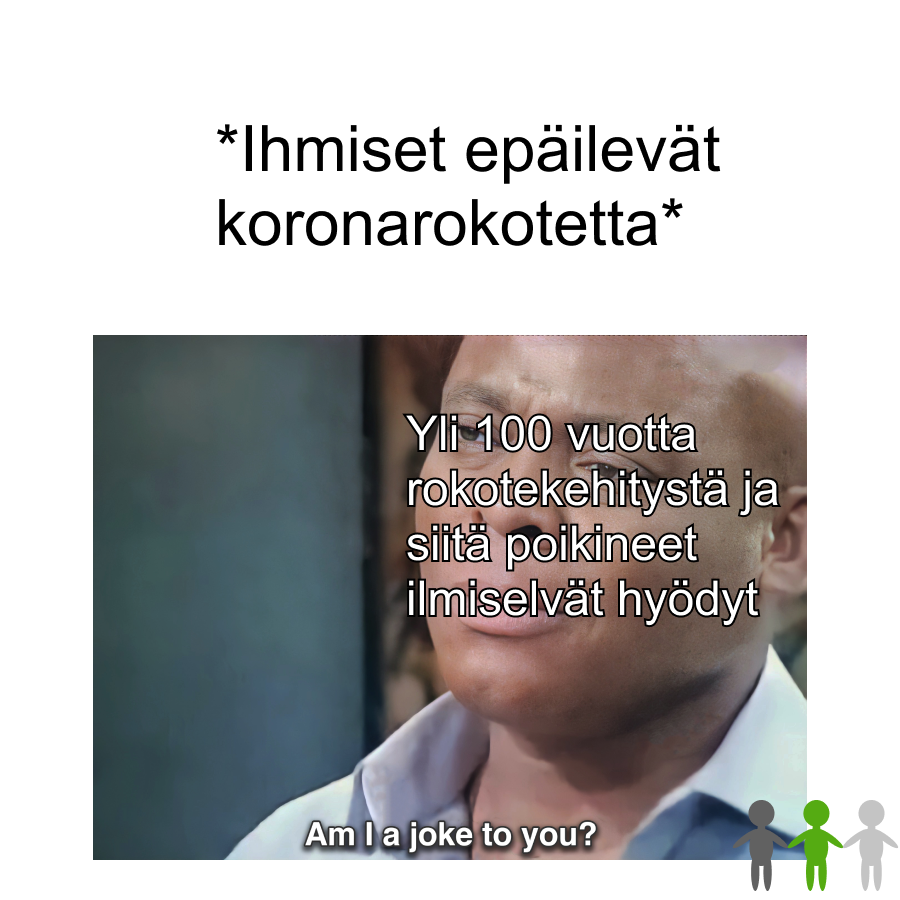 *Ihmiset epäilevät
koronarokotetta*
Yli 100 vuotta
rokotekehitystä ja
siitä poikineet
ilmiselvät hyödyt
Am I a joke to you?